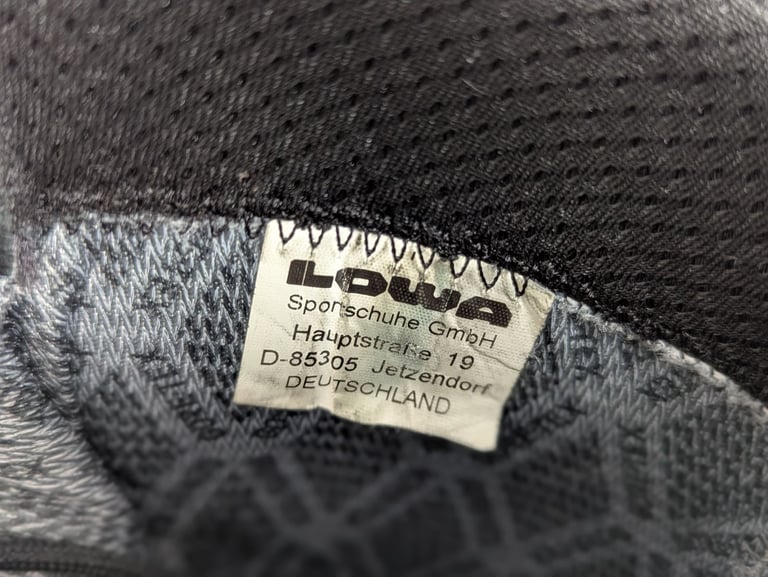 LOWA
Sportschuhe GmbH
Hauptstraße 19
D-85305 Jetzendorf
DEUTSCHLAND